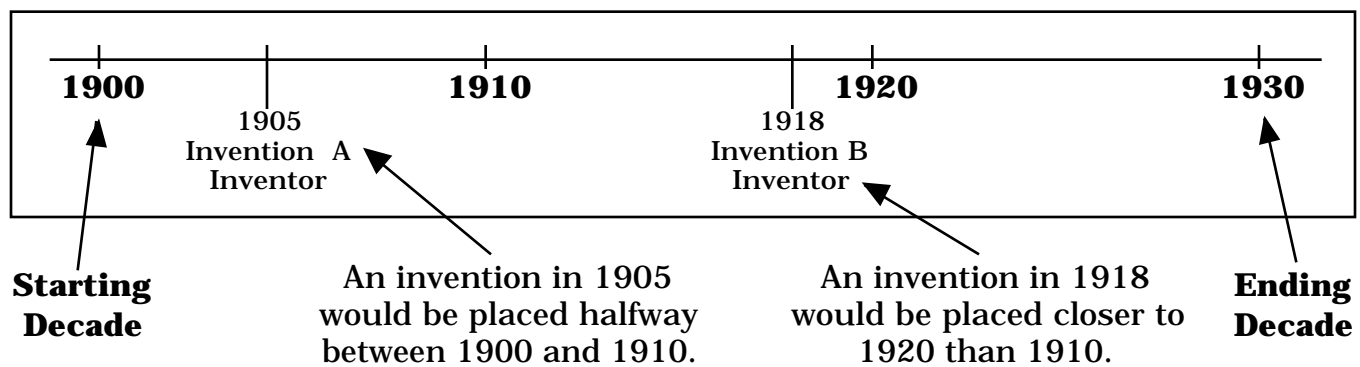 1900 1910 1920 1930
1905
Invention A
Inventor
1918
Invention B
Inventor
Starting
Decade
An invention in 1905
would be placed halfway
between 1900 and 1910.
An invention in 1918
would be placed closer to
1920 than 1910.
Ending
Decade